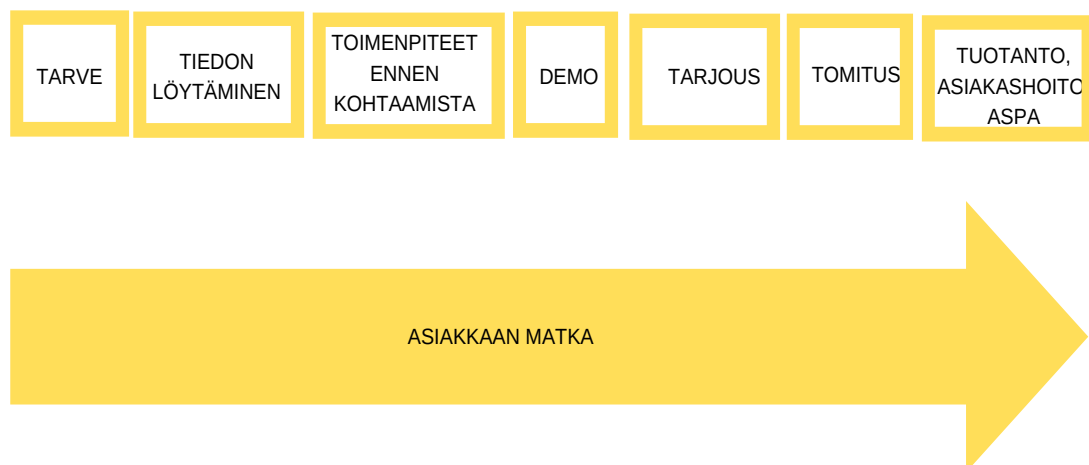 TARVE
TIEDON
LÖYTÄMINEN
TOIMENPITEET
ENNEN
KOHTAAMISTA
DEMO
TARJOUS
TOMITUS
TUOTANTO,
ASIAKASHOITO
ASPA
ASIAKKAAN MATKA